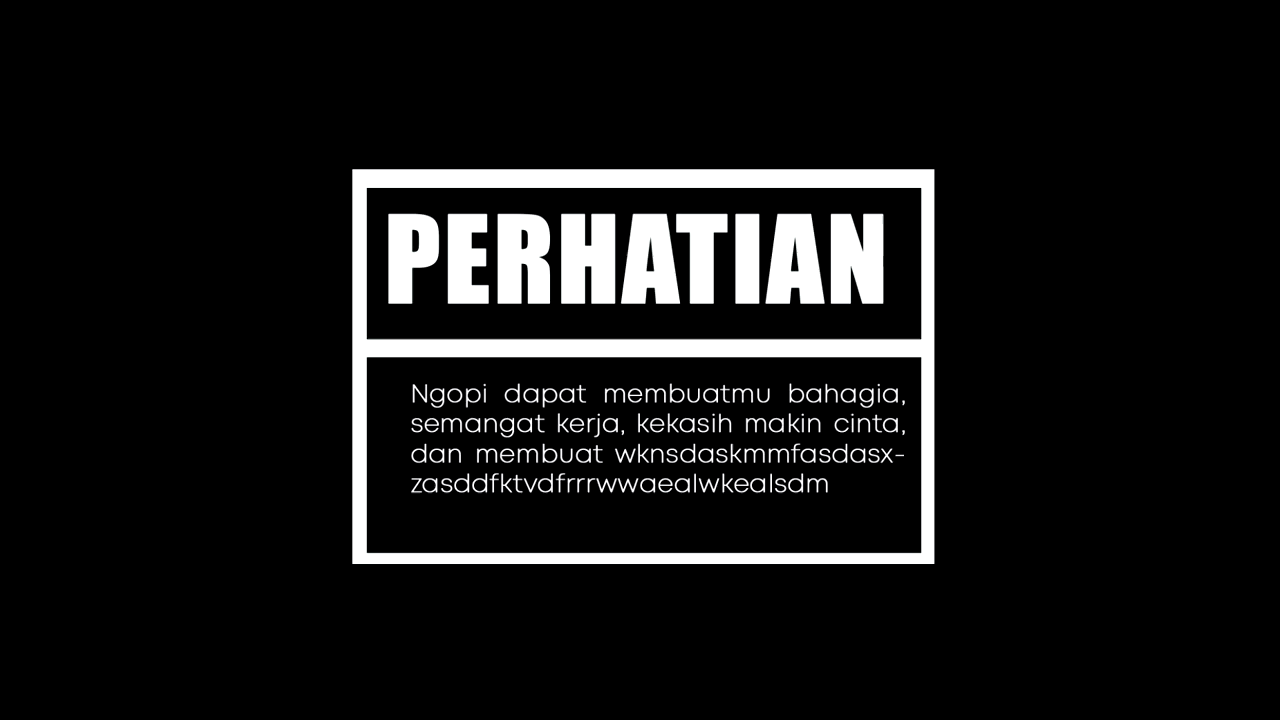 PERHATIAN
Ngopi dapat membuatmu bahagia,
semangat kerja, kekasih makin cinta,
dan membuat wknsdaskmmfasdasx-
zasddfktvdfrrrwwaealwkealsdm